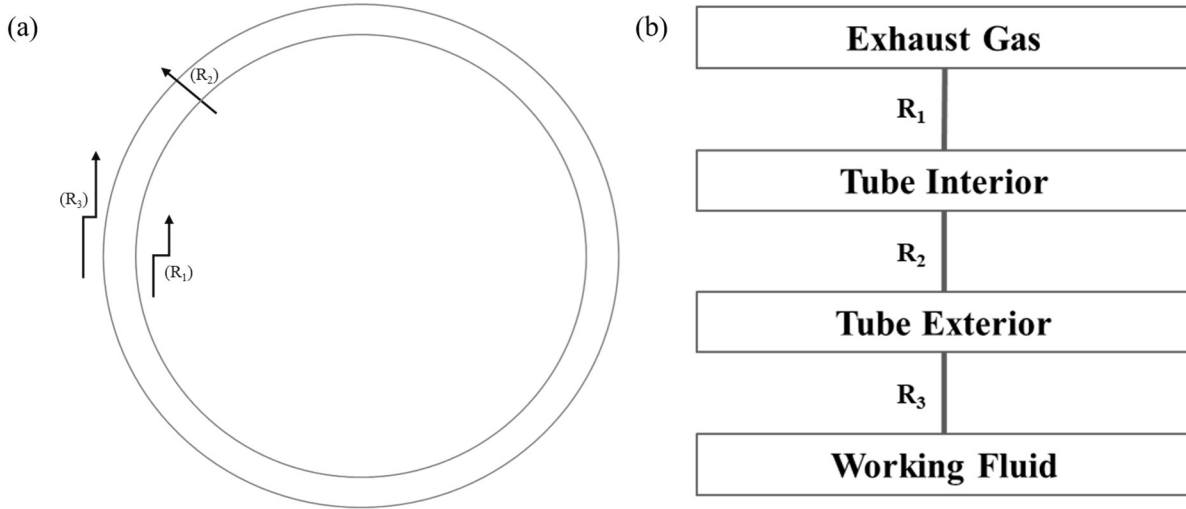 (a)
(R₂)
(R₃)
(R₁)
(b)
Exhaust Gas
R₁
Tube Interior
R₂
Tube Exterior
R₃
Working Fluid